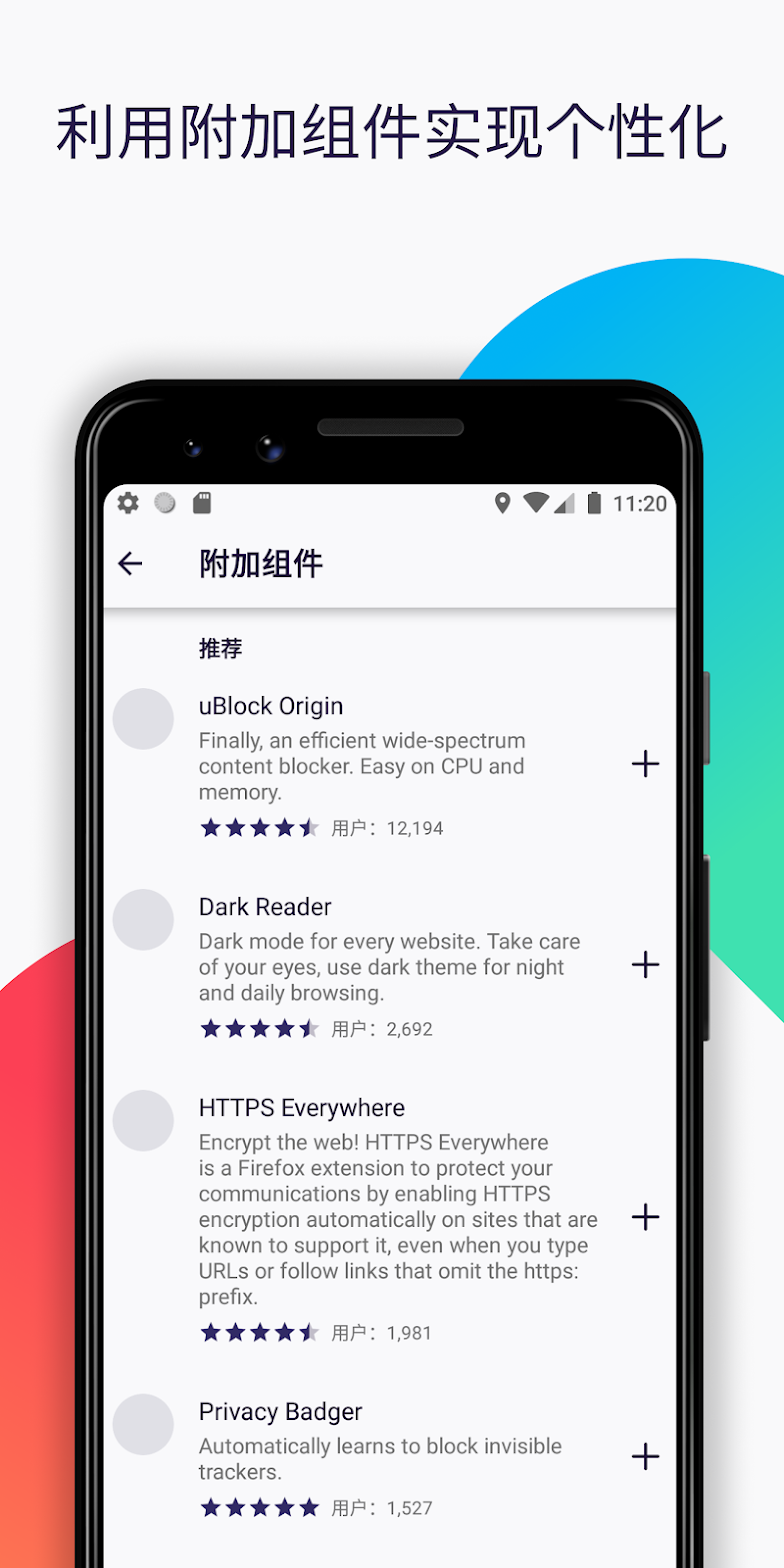 利用附加组件实现个性化
11:20
附加组件
推荐
uBlock Origin
Finally, an efficient wide-spectrum
content blocker. Easy on CPU and
memory.
用户：12,194
Dark Reader
Dark mode for every website. Take care
of your eyes, use dark theme for night
and daily browsing.
用户：2,692
HTTPS Everywhere
Encrypt the web! HTTPS Everywhere
is a Firefox extension to protect your
communications by enabling HTTPS
encryption automatically on sites that are
known to support it, even when you type
URLs or follow links that omit the https:
prefix.
用户：1,981
Privacy Badger
Automatically learns to block invisible
trackers.
用户：1,527